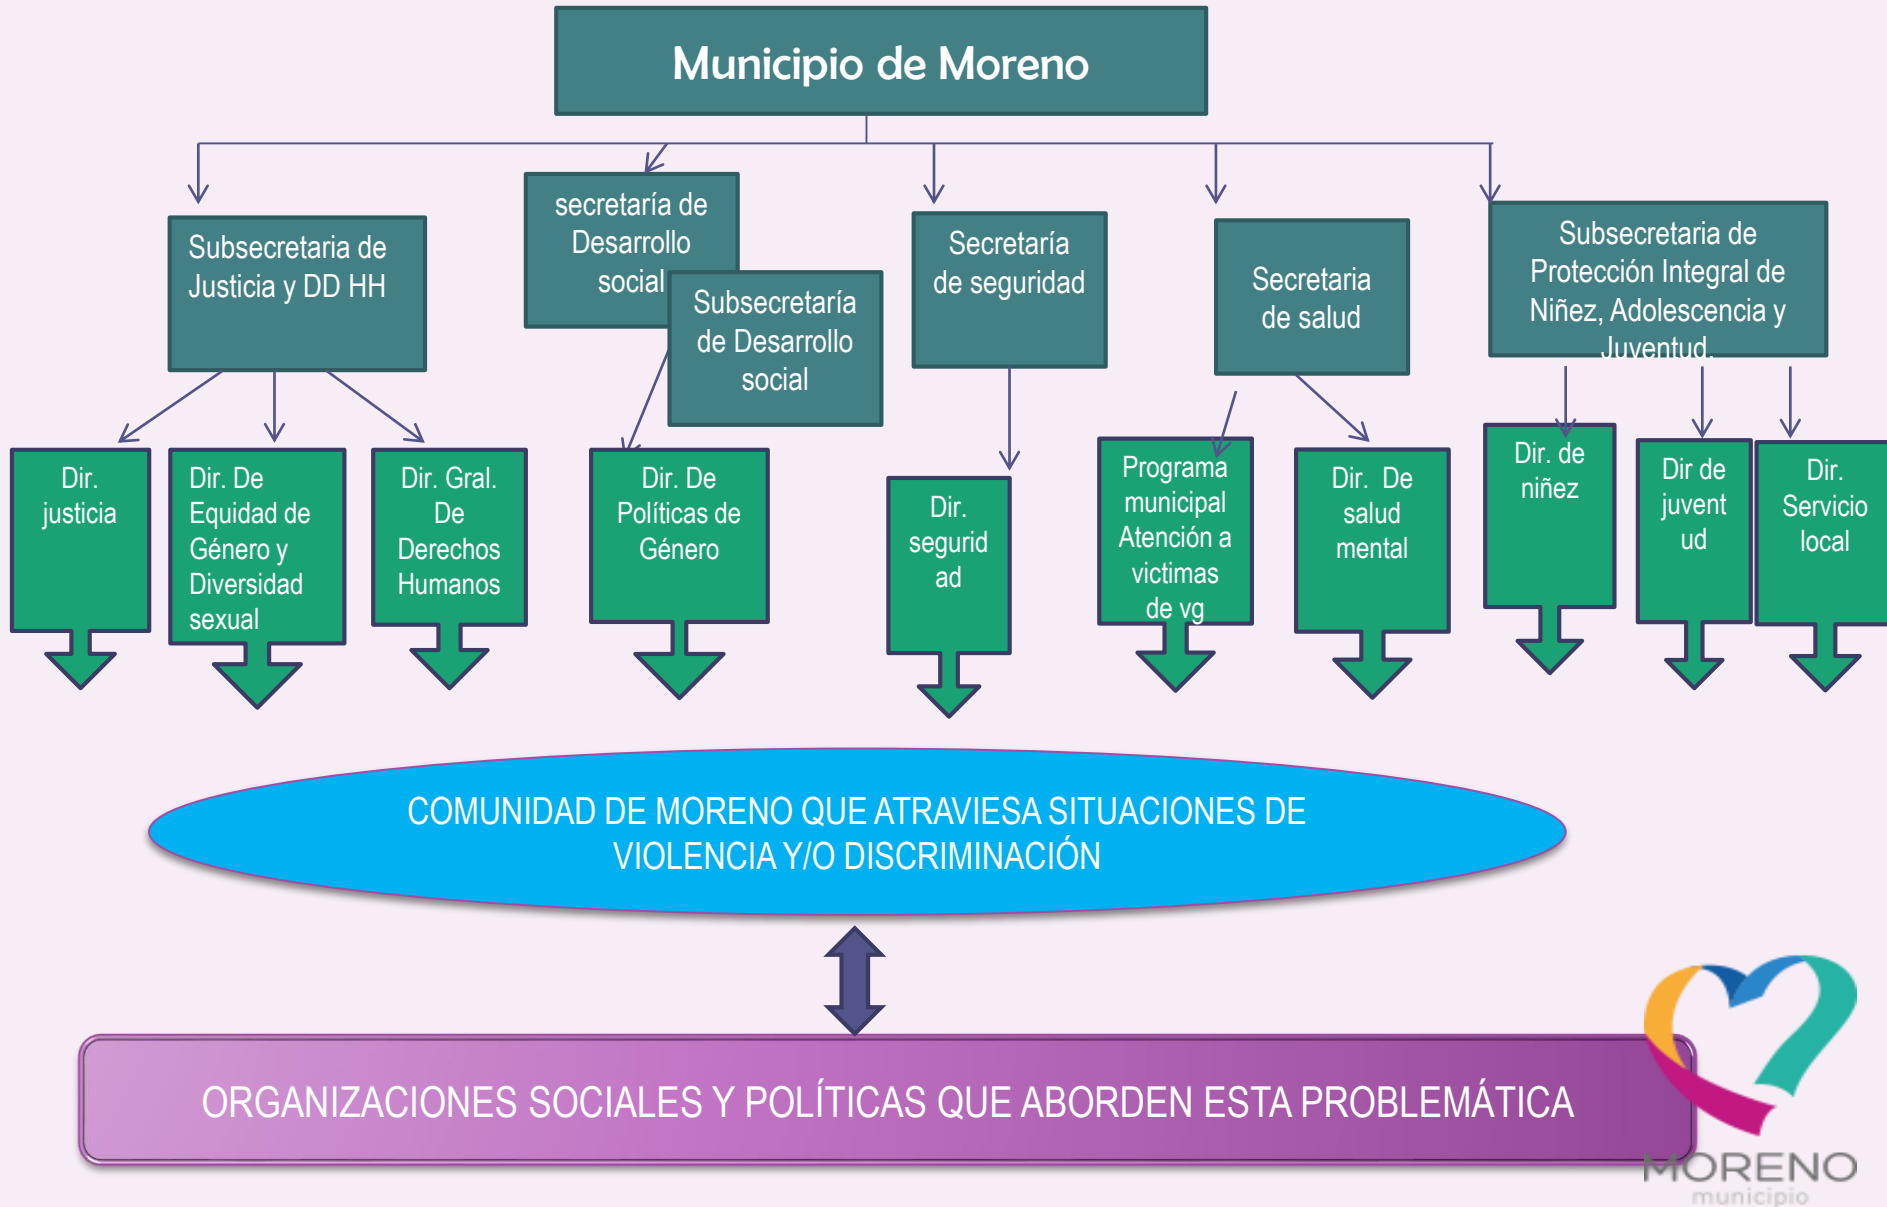 Municipio de Moreno
Subsecretaria de
Justicia y DD HH
secretaría de
Desarrollo
social
Subsecretaría
de Desarrollo
social
Secretaría
de seguridad
Secretaria
de salud
Subsecretaria de
Protección Integral de
Niñez, Adolescencia y
Juventud.
Dir.
justicia
Dir. De
Equidad de
Género y
Diversidad
sexual
Dir. Gral.
De
Derechos
Humanos
Dir. De
Políticas de
Género
Dir.
segurid
ad
Programa
municipal
Atención a
victimas
de vg
Dir. De
salud
mental
Dir. de
niñez
Dir de
juvent
ud
Dir.
Servicio
local
COMUNIDAD DE MORENO QUE ATRAVIESA SITUACIONES DE
VIOLENCIA Y/O DISCRIMINACIÓN
ORGANIZACIONES SOCIALES Y POLÍTICAS QUE ABORDEN ESTA PROBLEMÁTICA
MORENO
municipio